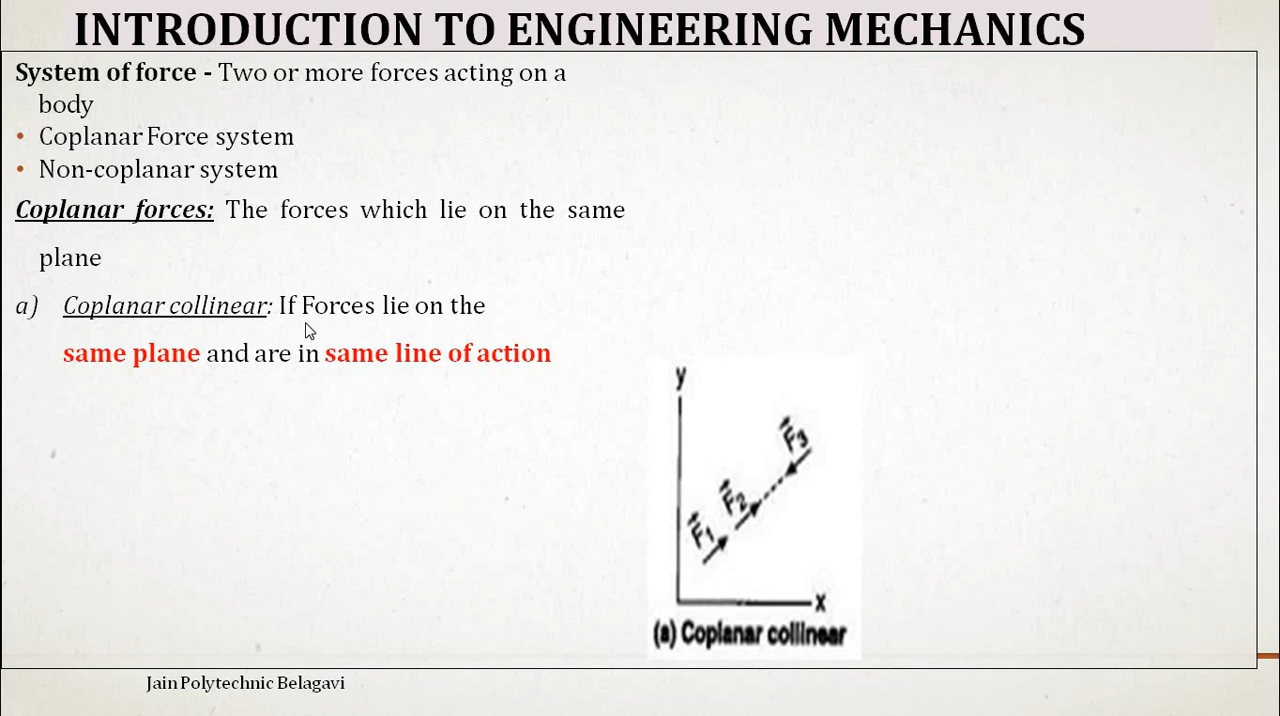 INTRODUCTION TO ENGINEERING MECHANICS
System of force - Two or more forces acting on a
body
• Coplanar Force system
• Non-coplanar system
Coplanar forces: The forces which lie on the same
plane
a) Coplanar collinear: If Forces lie on the
same plane and are in same line of action
y
F₃
F₂
F₁
x
(a) Coplanar collinear
Jain Polytechnic Belagavi